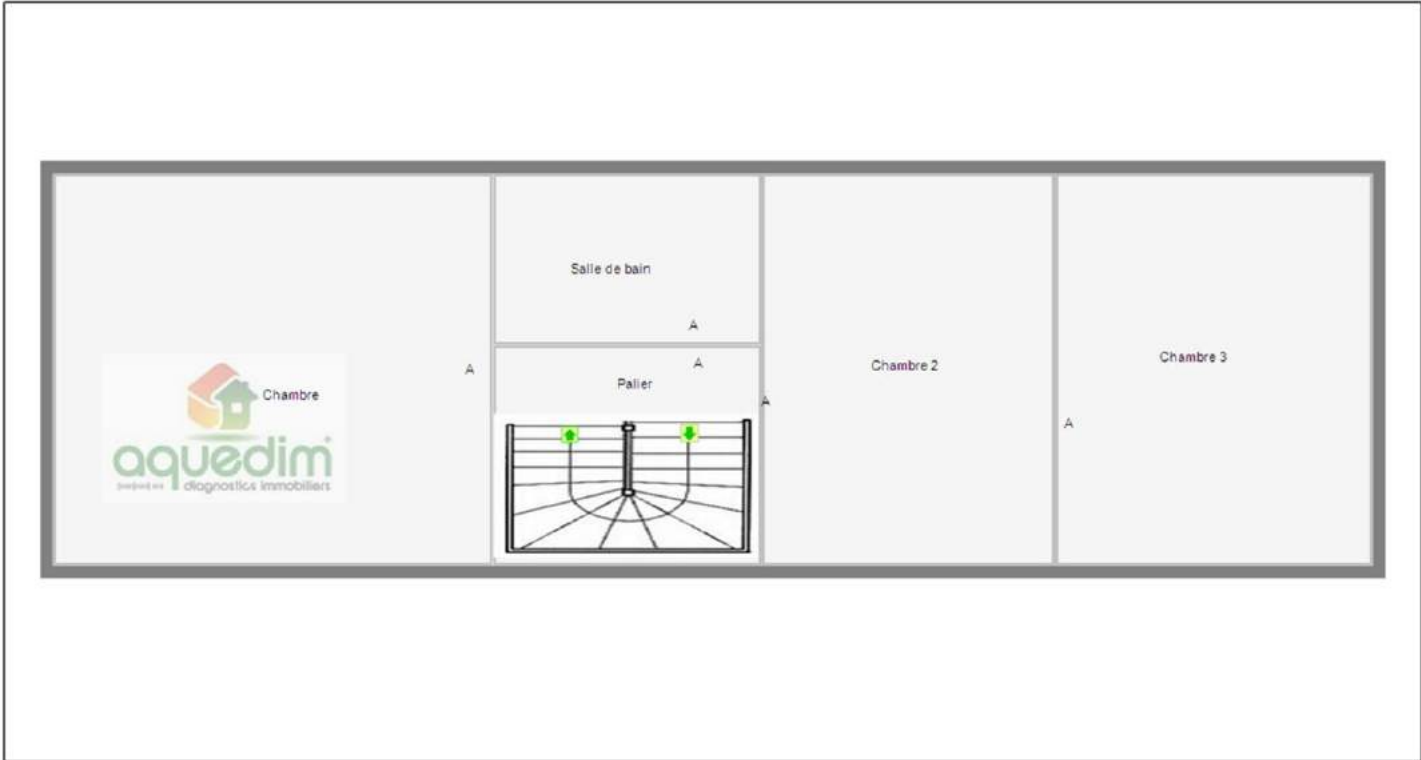 Salle de bain
A
A
A
Palier
Chambre 2
Chambre 3
Chambre
A
A
aquedim
diagnostics immobiliers